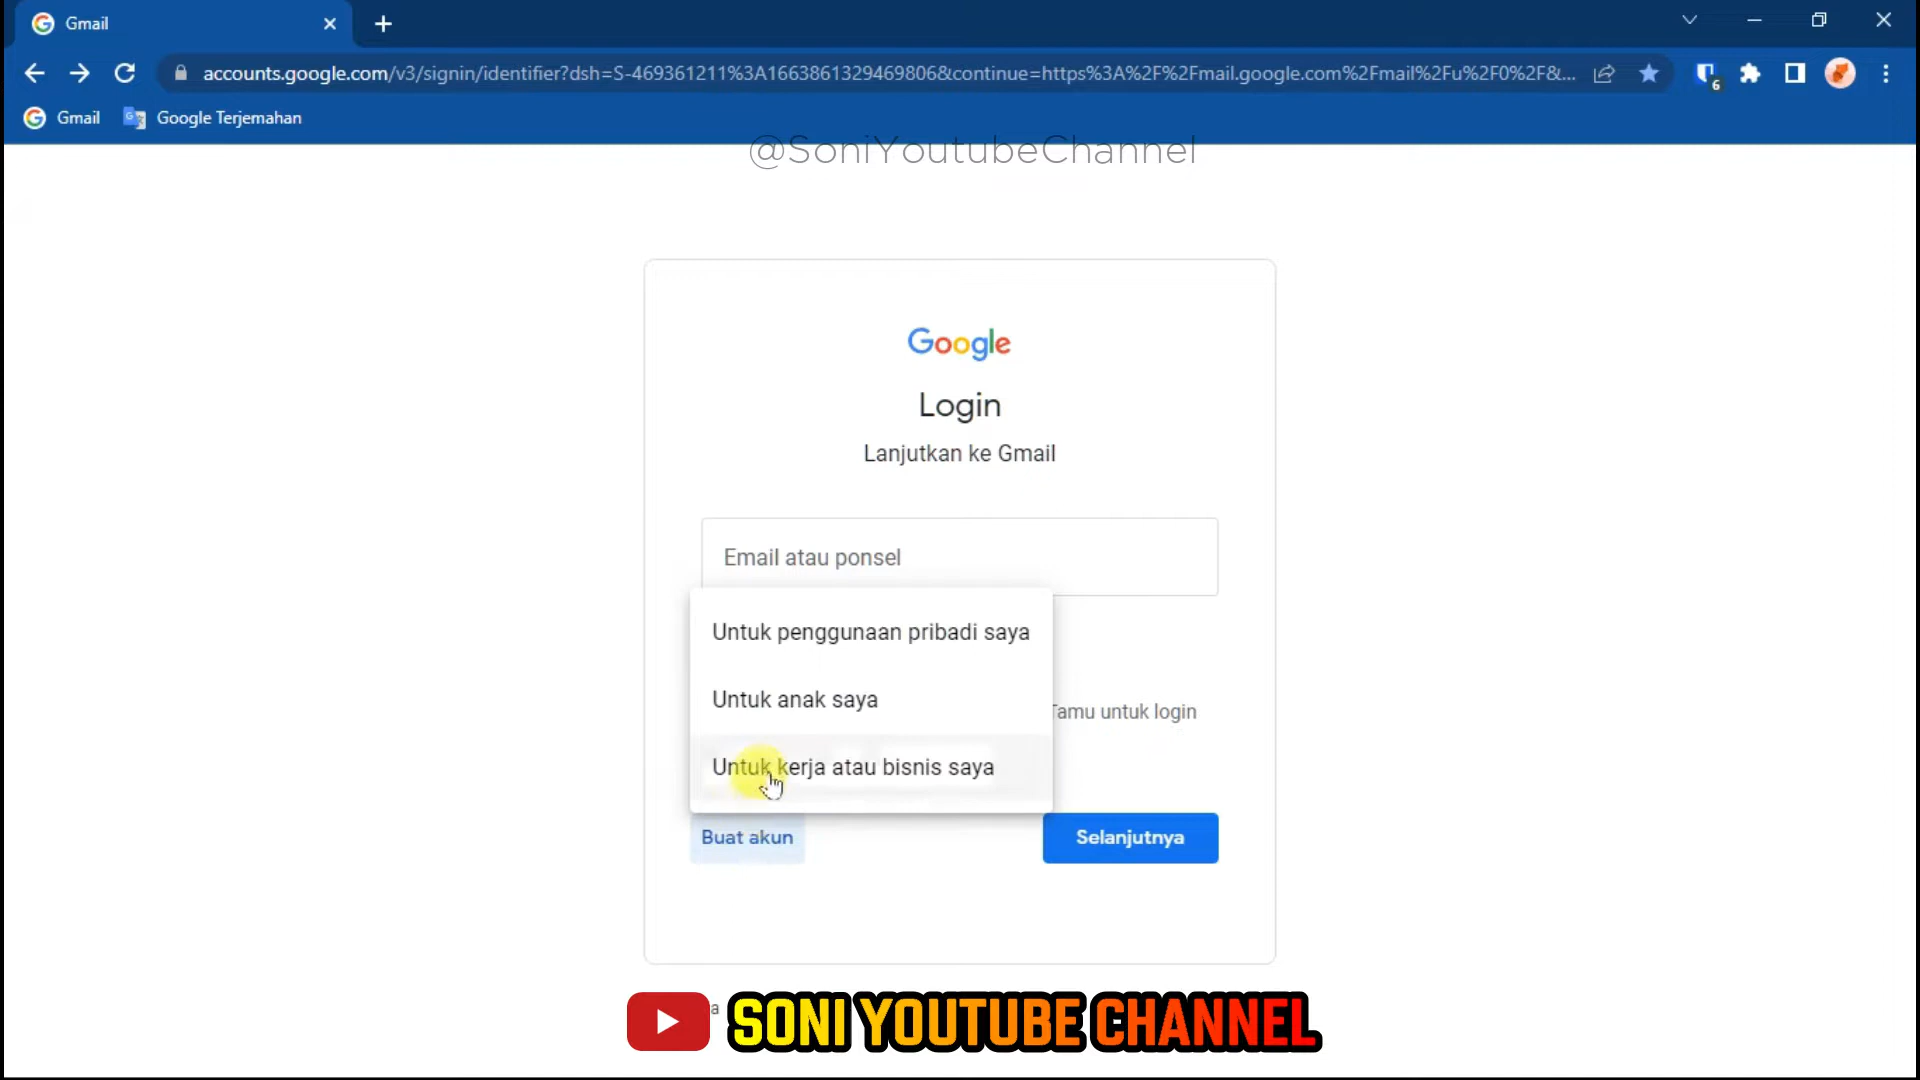 Gmail
accounts.google.com/v3/signin/identifier?dsh=S-469361211%3A1663861329469806&continue=https%3A%2F%2Fmail.google.com%2Fmail%2Fu%2F0%2F&...
6
Gmail
Google Terjemahan
@SoniYoutubeChannel
Google
Login
Lanjutkan ke Gmail
Email atau ponsel
Untuk penggunaan pribadi saya
Untuk anak saya
Tamu untuk login
Untuk kerja atau bisnis saya
Buat akun
Selanjutnya
SONI YOUTUBE CHANNEL